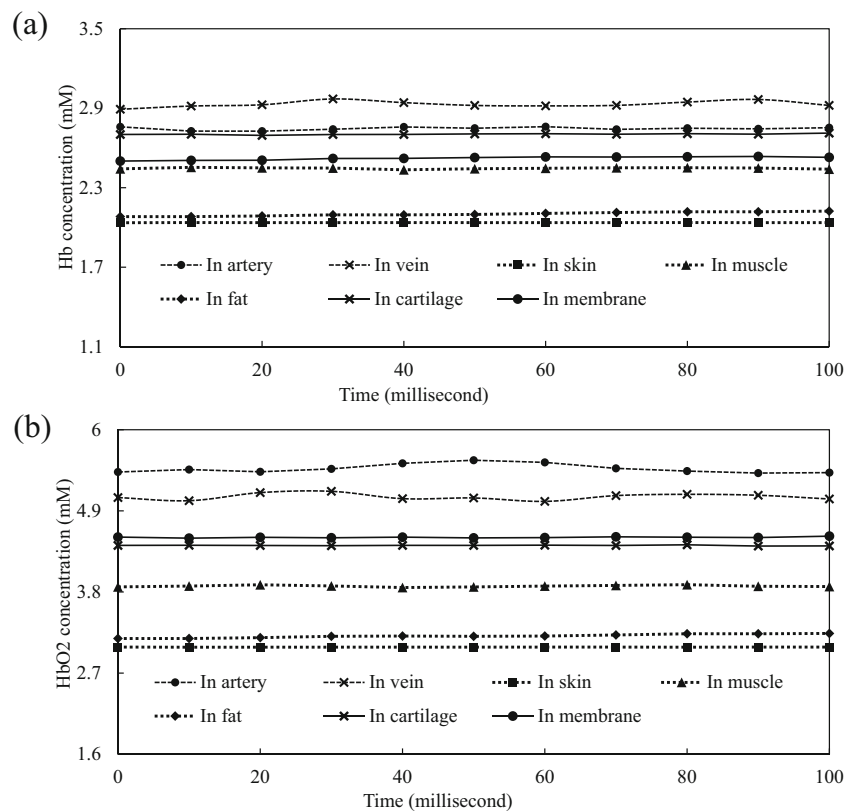 (a)
Hb concentration (mM)
3.5
2.9
2.3
1.7
1.1
In artery In vein In skin In muscle
In fat In cartilage In membrane
0 20 40 60 80 100
Time (millisecond)
(b)
HbO2 concentration (mM)
6
4.9
3.8
2.7
1.6
In artery In vein In skin In muscle
In fat In cartilage In membrane
0 20 40 60 80 100
Time (millisecond)